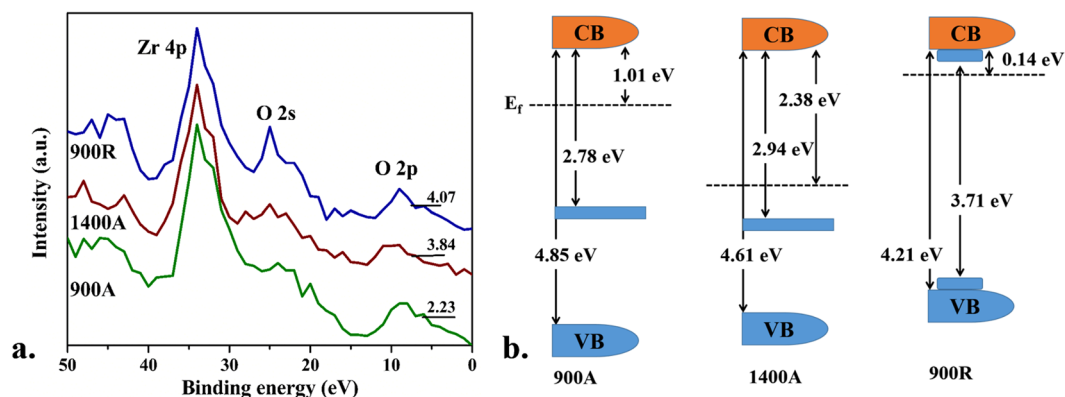 Zr 4p
O 2s
O 2p
900R
4.07
1400A
3.84
900A
2.23
a.
50 40 30 20 10 0
Binding energy (eV)
Intensity (a.u.)
CB
1.01 eV
Ef
2.78 eV
4.85 eV
VB
900A
CB
2.38 eV
2.94 eV
4.61 eV
VB
1400A
CB
0.14 eV
3.71 eV
4.21 eV
VB
900R
b.